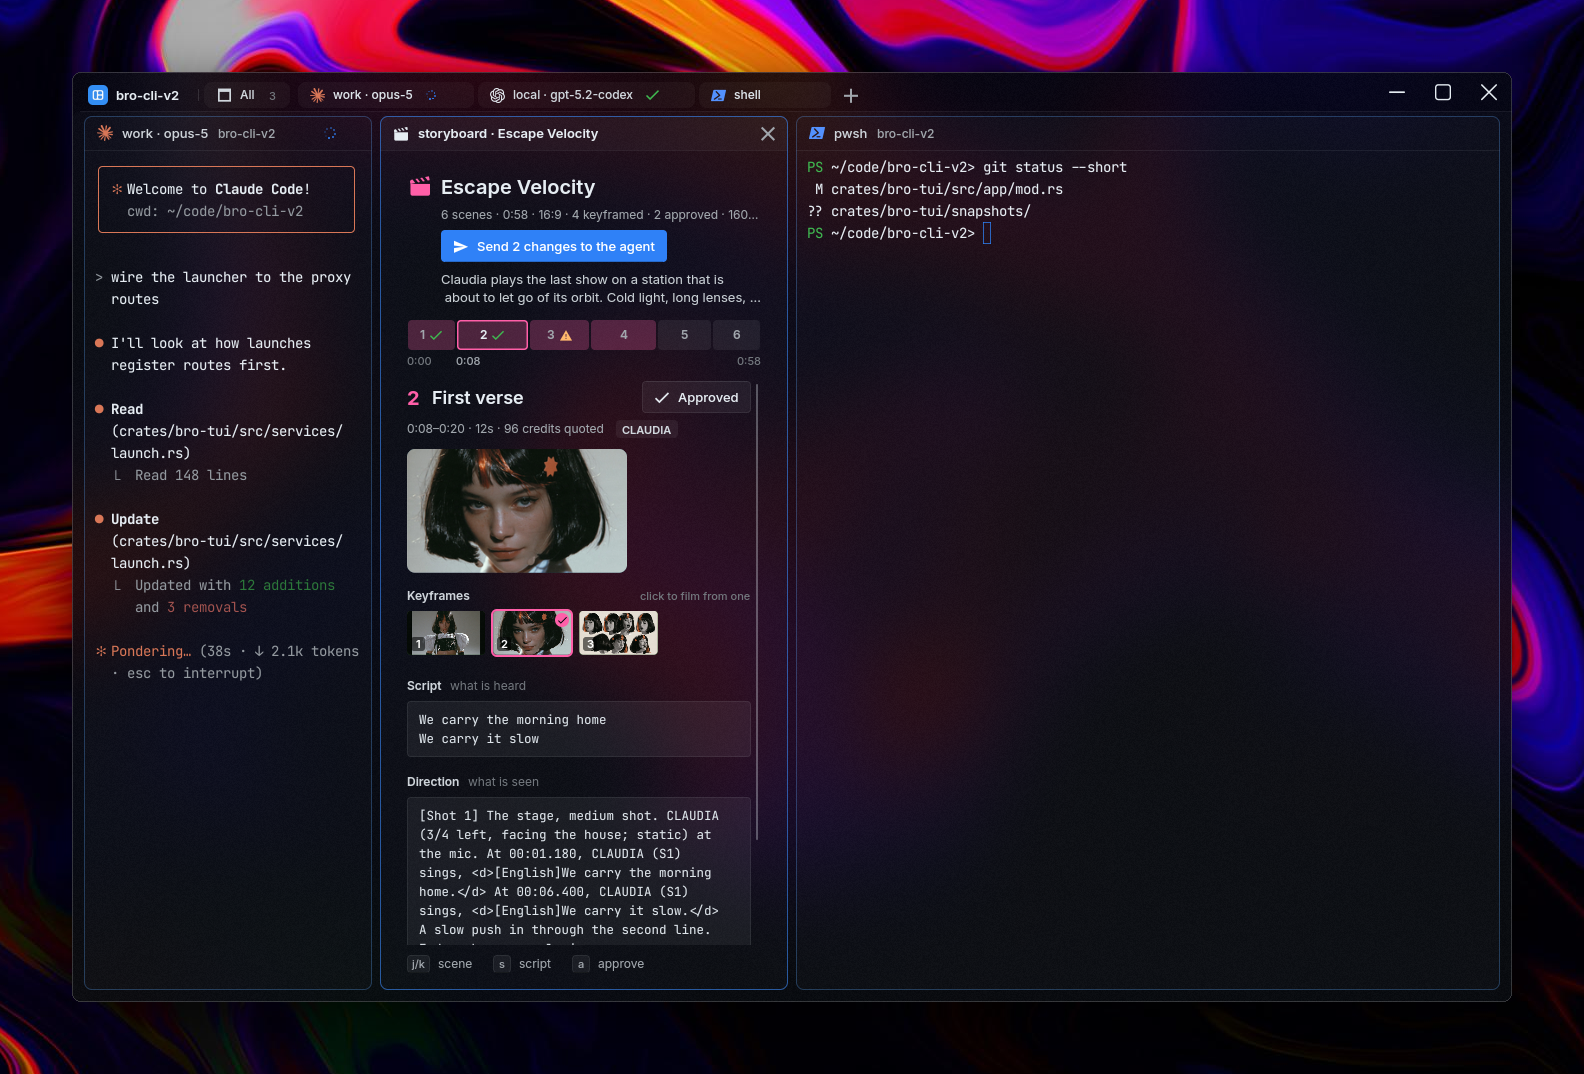 bro-cli-v2
All 3
work · opus-5
local · gpt-5.2-codex
shell
work · opus-5 bro-cli-v2
Welcome to Claude Code!
cwd: ~/code/bro-cli-v2
> wire the launcher to the proxy
routes
I'll look at how launches
register routes first.
Read
(crates/bro-tui/src/services/
launch.rs)
└ Read 148 lines
Update
(crates/bro-tui/src/services/
launch.rs)
└ Updated with 12 additions
and 3 removals
Pondering… (38s · ↓ 2.1k tokens
· esc to interrupt)
storyboard · Escape Velocity
Escape Velocity
6 scenes · 0:58 · 16:9 · 4 keyframed · 2 approved · 160…
Send 2 changes to the agent
Claudia plays the last show on a station that is
about to let go of its orbit. Cold light, long lenses, …
1 2 3 4 5 6
0:00 0:08 0:58
2 First verse
Approved
0:08–0:20 · 12s · 96 credits quoted CLAUDIA
Keyframes click to film from one
1 2 3
Script what is heard
We carry the morning home
We carry it slow
Direction what is seen
[Shot 1] The stage, medium shot. CLAUDIA
(3/4 left, facing the house; static) at
the mic. At 00:01.180, CLAUDIA (S1)
sings, <d>[English]We carry the morning
home.</d> At 00:06.400, CLAUDIA (S1)
sings, <d>[English]We carry it slow.</d>
A slow push in through the second line.
j/k scene s script a approve
pwsh bro-cli-v2
PS ~/code/bro-cli-v2> git status --short
M crates/bro-tui/src/app/mod.rs
?? crates/bro-tui/snapshots/
PS ~/code/bro-cli-v2>